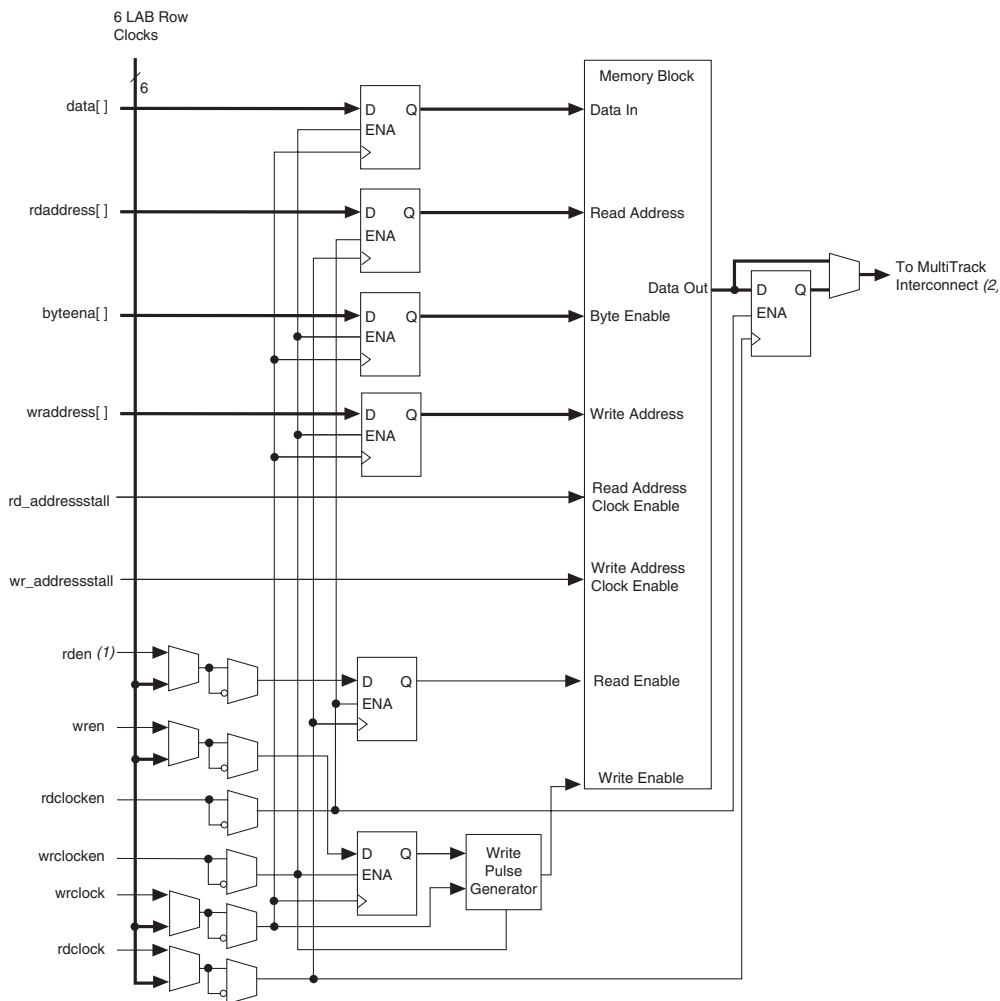 6 LAB Row
Clocks
6
data[ ]
D Q
ENA
Memory Block
Data In
rdaddress[ ]
D Q
ENA
Read Address
Data Out
D Q
ENA
To MultiTrack
Interconnect (2)
byteena[ ]
D Q
ENA
Byte Enable
wraddress[ ]
D Q
ENA
Write Address
rd_addressstall
Read Address
Clock Enable
wr_addressstall
Write Address
Clock Enable
rden (1)
D Q
ENA
Read Enable
wren
Write Enable
rdclocken
wrclocken
D Q
ENA
Write
Pulse
Generator
wrclock
rdclock